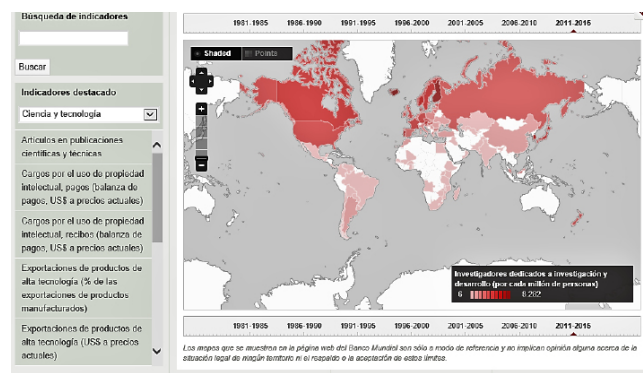 Búsqueda de indicadores
Buscar
Indicadores destacado
Ciencia y tecnología
Artículos en publicaciones
científicas y técnicas
Cargos por el uso de propiedad
intelectual, pagos (balanza de
pagos, US$ a precios actuales)
Cargos por el uso de propiedad
intelectual, recibos (balanza de
pagos, US$ a precios actuales)
Exportaciones de productos de
alta tecnología (% de las
exportaciones de productos
manufacturados)
Exportaciones de productos de
alta tecnología (US$ a precios
actuales)
1981-1985 1986-1990 1991-1995 1996-2000 2001-2005 2006-2010 2011-2015
Shaded Points
Investigadores dedicados a investigación y
desarrollo (por cada millón de personas)
6 6.282
1981-1985 1986-1990 1991-1995 1996-2000 2001-2005 2006-2010 2011-2015
Los mapas que se muestran en la página web del Banco Mundial son sólo a modo de referencia y no implican opinión alguna acerca de la
situación legal de ningún territorio ni el respaldo o la aceptación de estos límites.